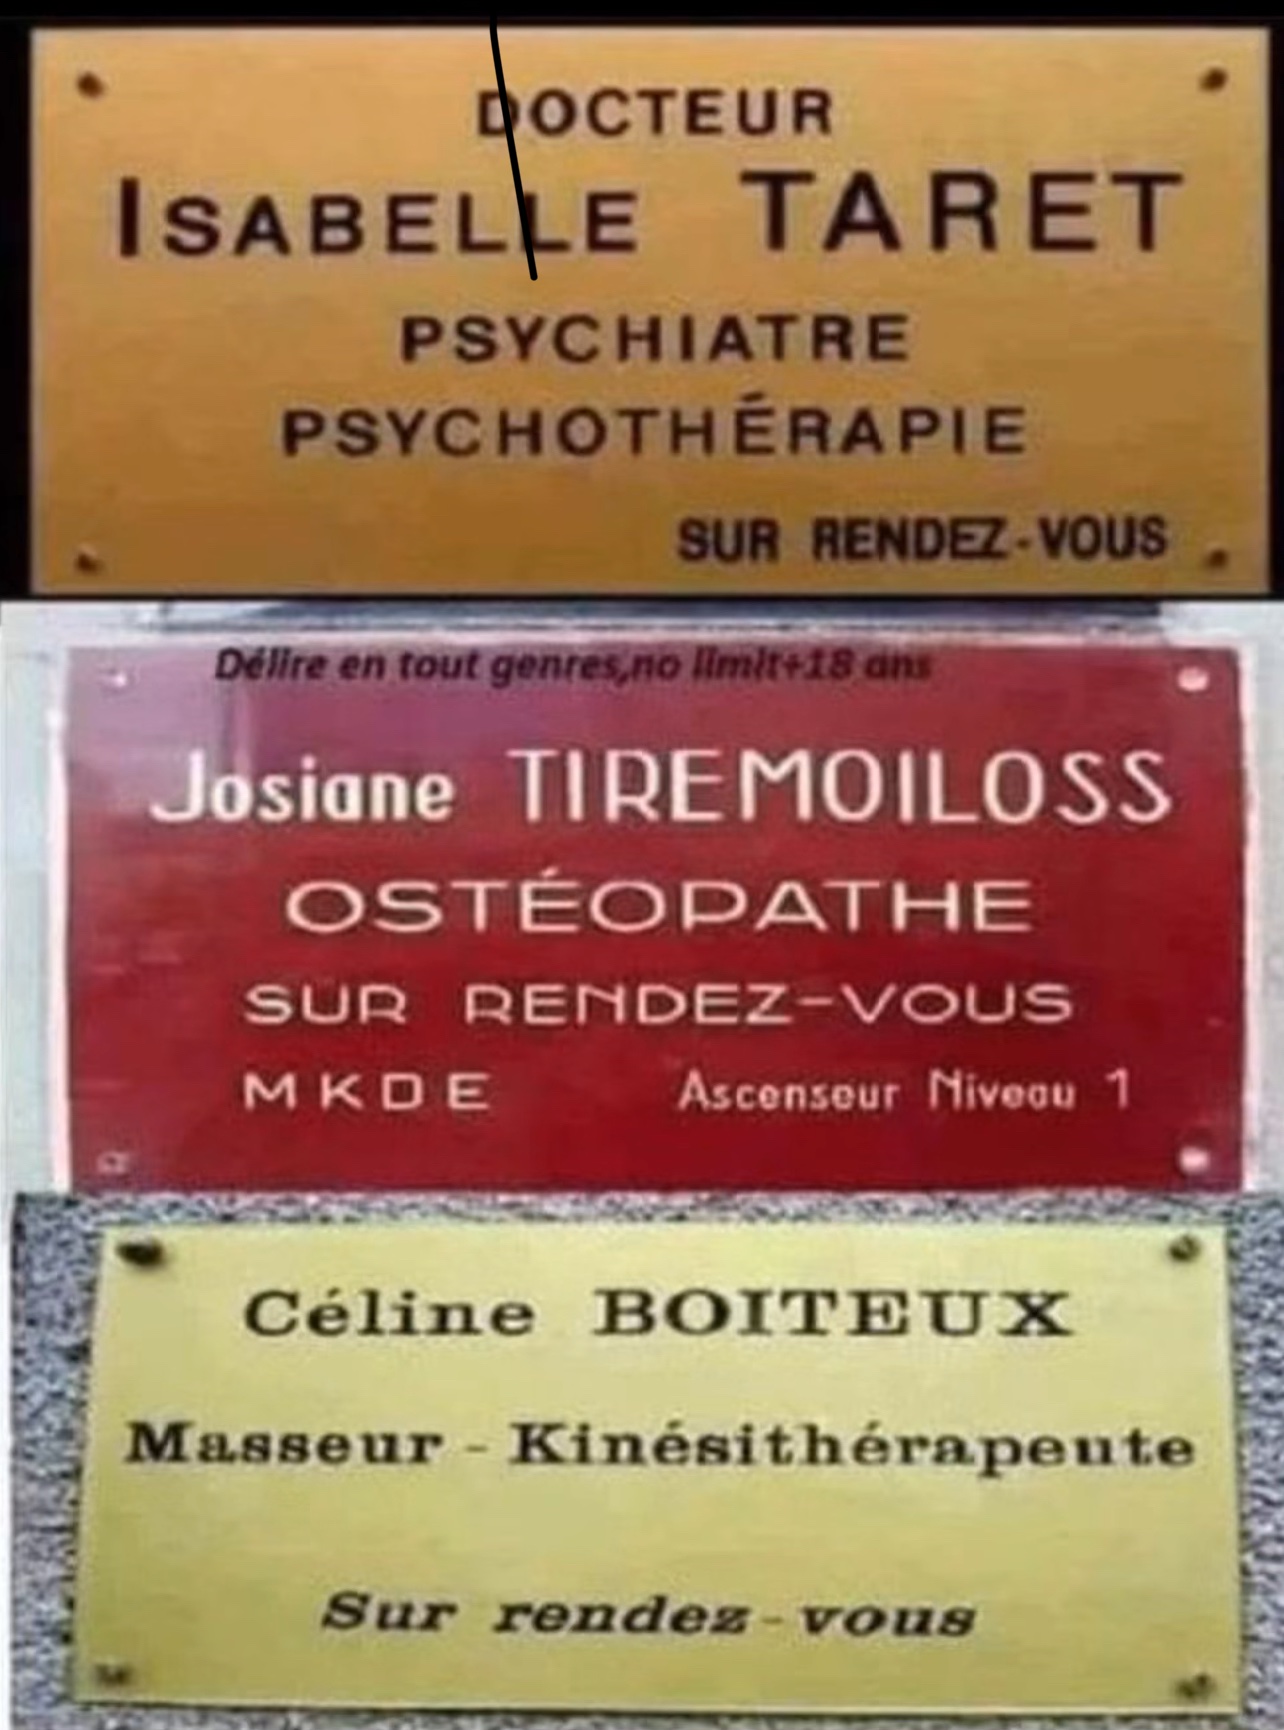 DOCTEUR
ISABELLE TARET
PSYCHIATRE
PSYCHOTHÉRAPIE
SUR RENDEZ-VOUS
Délire en tout genres,no limit+18 ans
Josiane TIREMOILOSS
OSTÉOPATHE
SUR RENDEZ-VOUS
MKDE Ascenseur Niveau 1
Céline BOITEUX
Masseur - Kinésithérapeute
Sur rendez-vous